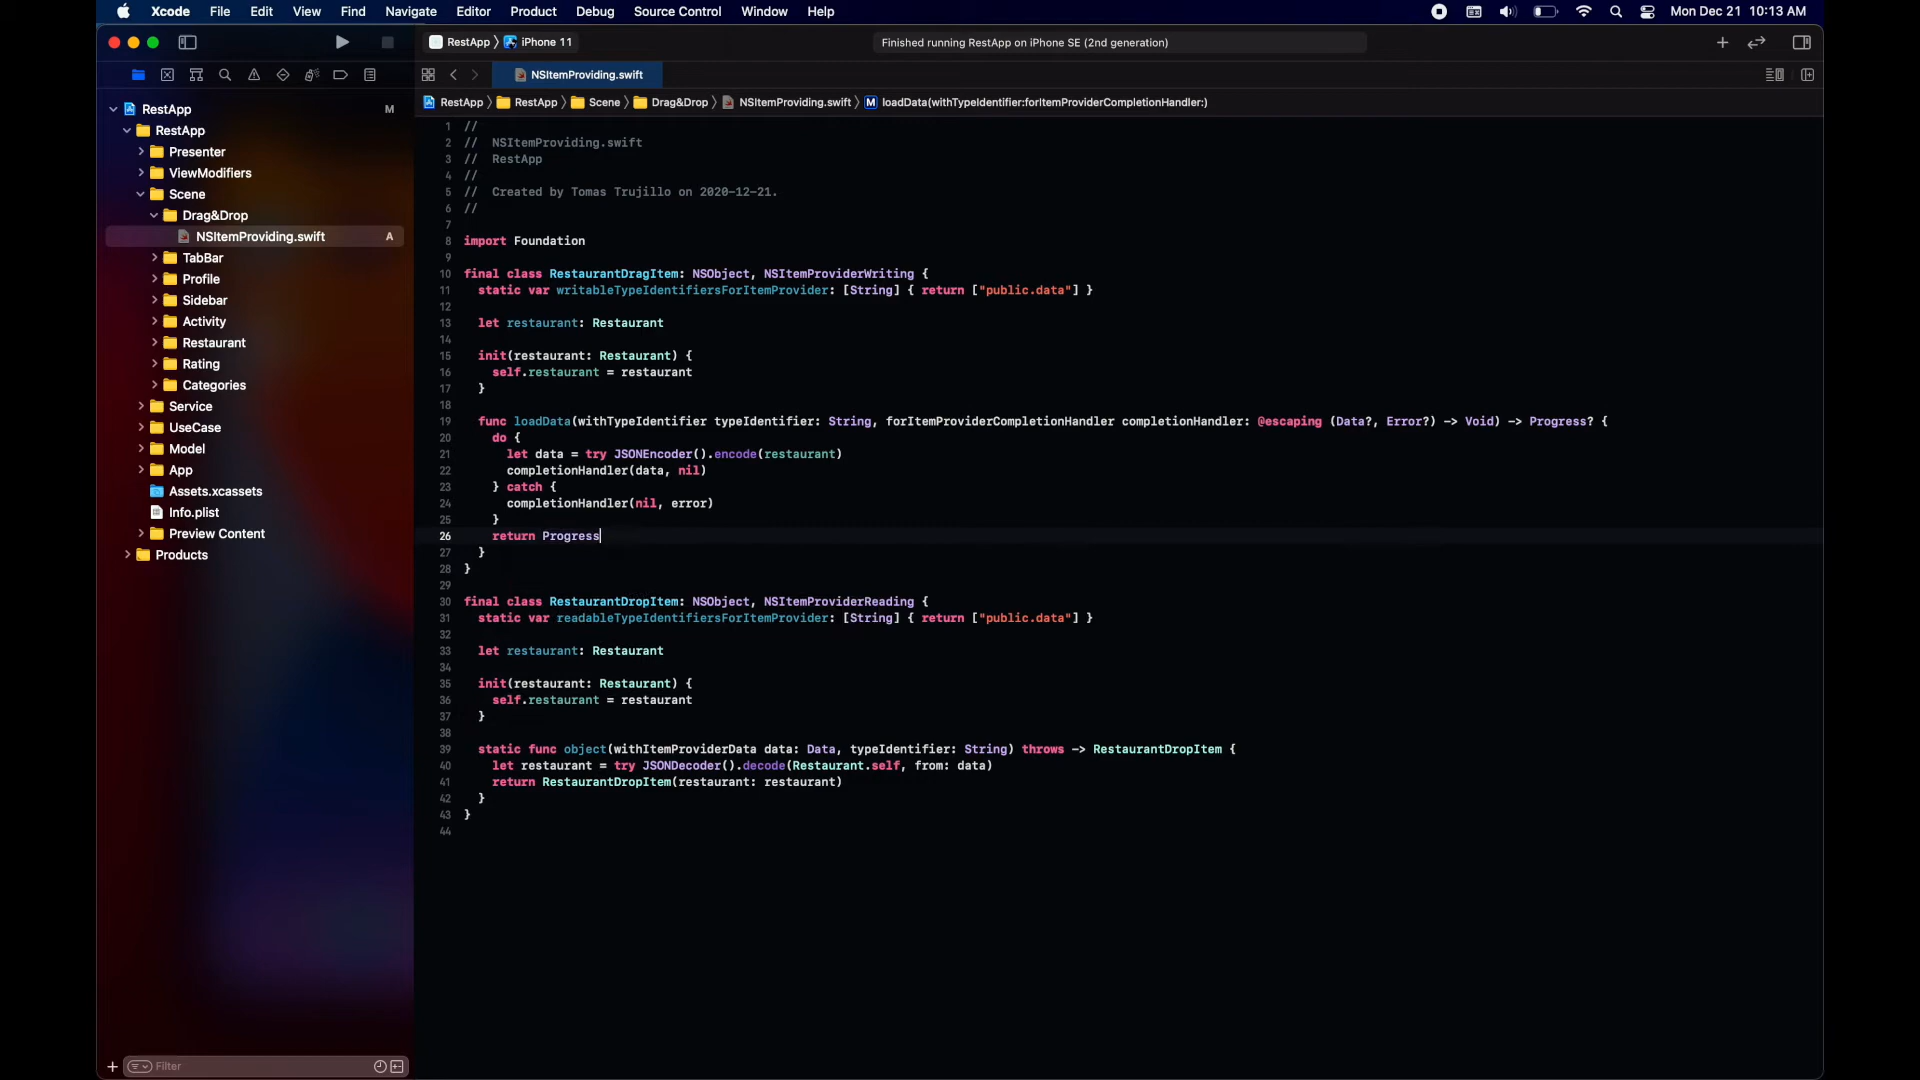 Xcode File Edit View Find Navigate Editor Product Debug Source Control Window Help Mon Dec 21 10:13 AM
RestApp iPhone 11 Finished running RestApp on iPhone SE (2nd generation)
NSItemProviding.swift
RestApp RestApp Scene Drag&Drop NSItemProviding.swift M loadData(withTypeIdentifier:forItemProviderCompletionHandler:)
RestApp M
RestApp
Presenter
ViewModifiers
Scene
Drag&Drop
NSItemProviding.swift A
TabBar
Profile
Sidebar
Activity
Restaurant
Rating
Categories
Service
UseCase
Model
App
Assets.xcassets
Info.plist
Preview Content
Products
Filter
1 //
2 // NSItemProviding.swift
3 // RestApp
4 //
5 // Created by Tomas Trujillo on 2020-12-21.
6 //
7
8 import Foundation
9
10 final class RestaurantDragItem: NSObject, NSItemProviderWriting {
11 static var writableTypeIdentifiersForItemProvider: [String] { return ["public.data"] }
12
13 let restaurant: Restaurant
14
15 init(restaurant: Restaurant) {
16 self.restaurant = restaurant
17 }
18
19 func loadData(withTypeIdentifier typeIdentifier: String, forItemProviderCompletionHandler completionHandler: @escaping (Data?, Error?) -> Void) -> Progress? {
20 do {
21 let data = try JSONEncoder().encode(restaurant)
22 completionHandler(data, nil)
23 } catch {
24 completionHandler(nil, error)
25 }
26 return Progress
27 }
28 }
29
30 final class RestaurantDropItem: NSObject, NSItemProviderReading {
31 static var readableTypeIdentifiersForItemProvider: [String] { return ["public.data"] }
32
33 let restaurant: Restaurant
34
35 init(restaurant: Restaurant) {
36 self.restaurant = restaurant
37 }
38
39 static func object(withItemProviderData data: Data, typeIdentifier: String) throws -> RestaurantDropItem {
40 let restaurant = try JSONDecoder().decode(Restaurant.self, from: data)
41 return RestaurantDropItem(restaurant: restaurant)
42 }
43 }
44